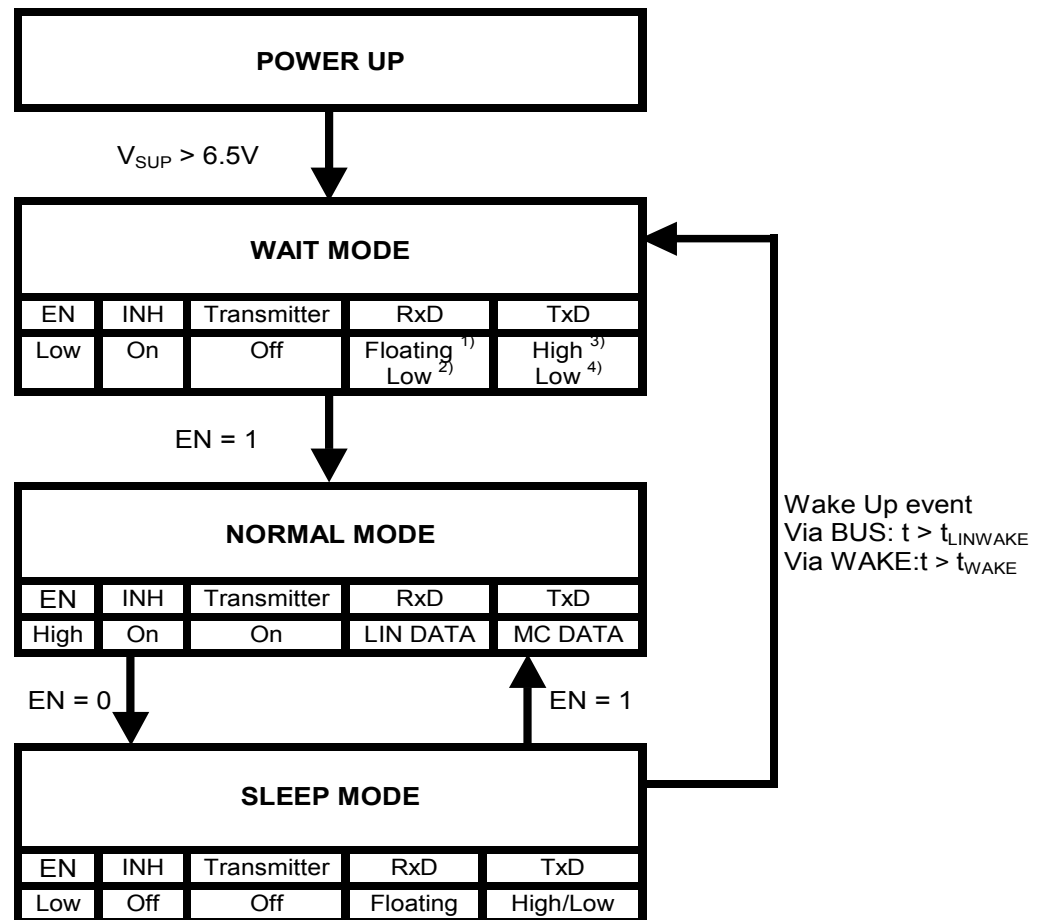 POWER UP
V_SUP > 6.5V
WAIT MODE
EN INH Transmitter RxD TxD
Low On Off Floating 1) High 3)
Low 2) Low 4)
EN = 1
NORMAL MODE
EN INH Transmitter RxD TxD
High On On LIN DATA MC DATA
EN = 0 EN = 1
Wake Up event
Via BUS: t > t_LINWAKE
Via WAKE:t > t_WAKE
SLEEP MODE
EN INH Transmitter RxD TxD
Low Off Off Floating High/Low